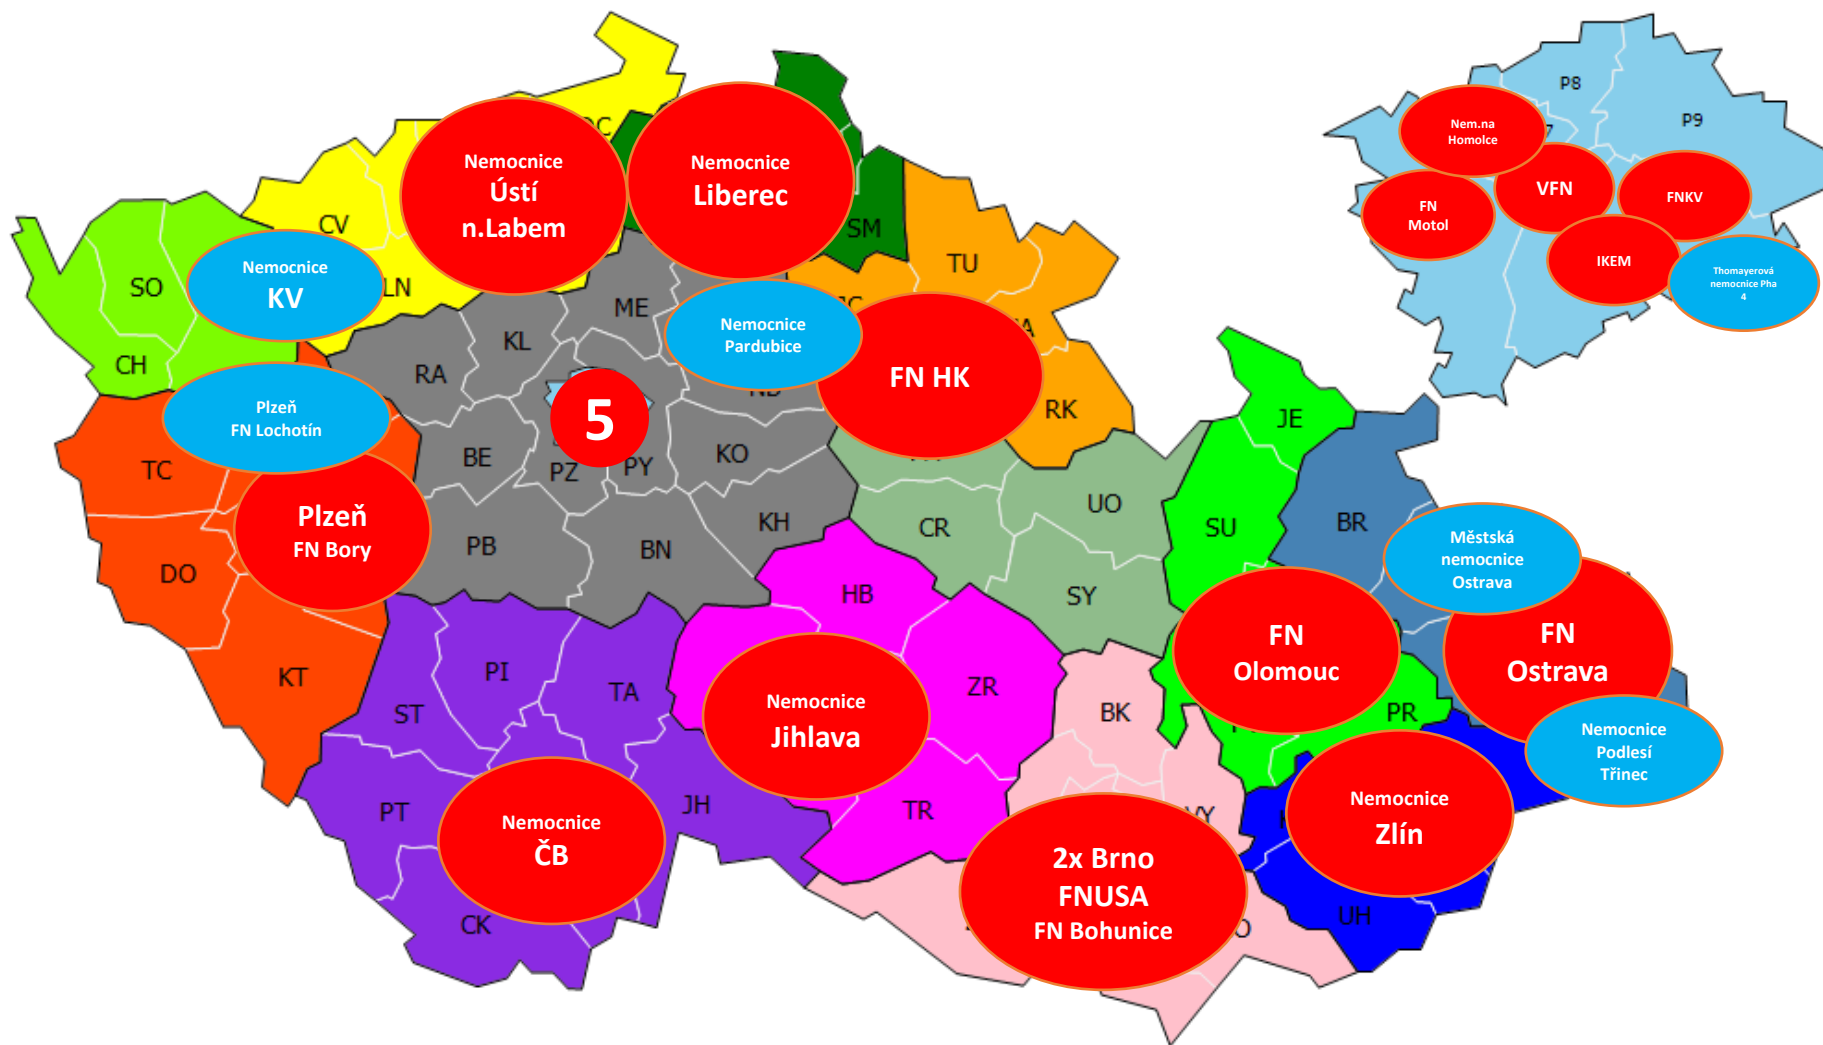 P8
P9
7
Nem.na
Homolce
VFN
FNKV
FN
Motol
IKEM
Thomayerová
nemocnice Pha
4
Nemocnice
Ústí
n.Labem
Nemocnice
Liberec
CV
SM
TU
SO
Nemocnice
KV
LN
ME
Nemocnice
Pardubice
KL
CH
RA
FN HK
RK
JE
Plzeň
FN Lochotín
5
TC
BE
PZ
PY
KO
UO
CR
SU
BR
KH
Plzeň
FN Bory
PB
BN
DO
Městská
nemocnice
Ostrava
HB
SY
FN
Olomouc
FN
Ostrava
KT
PI
TA
ZR
ST
Nemocnice
Jihlava
BK
PR
Nemocnice
Podlesí
Třinec
PT
JH
TR
VY
Nemocnice
Zlín
Nemocnice
ČB
2x Brno
FNUSA
FN Bohunice
CK
UH